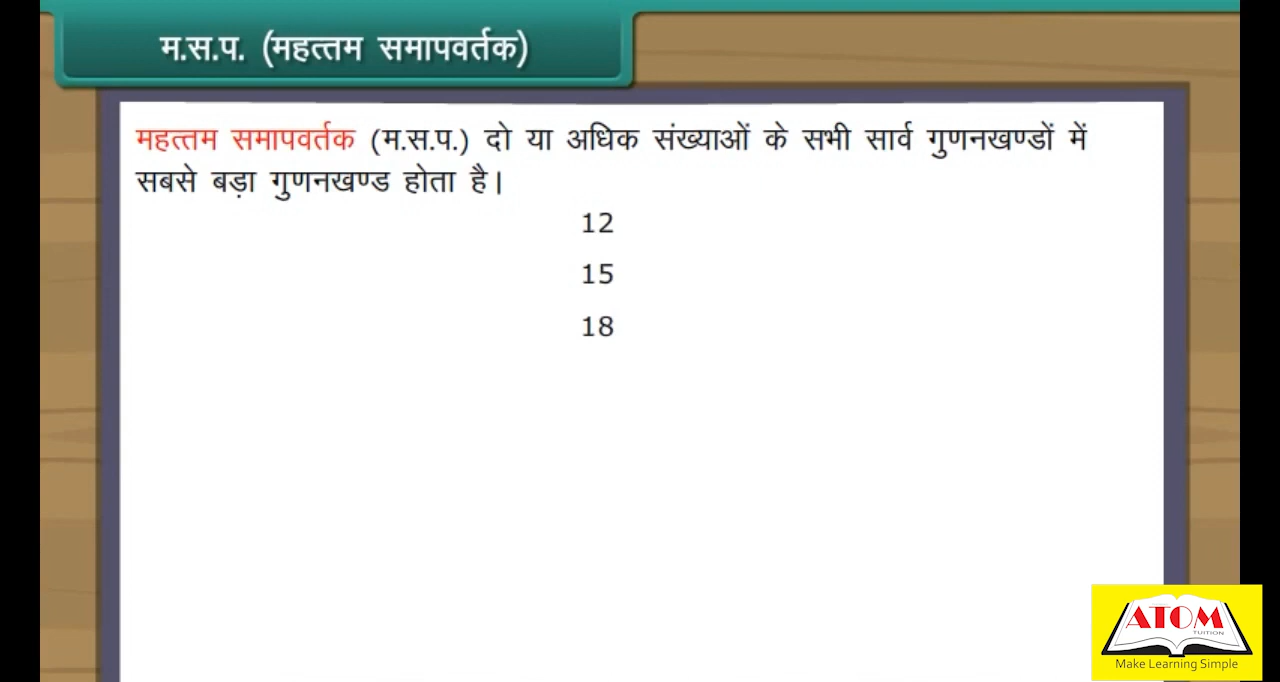 म.स.प. (महत्तम समापवर्तक)
महत्तम समापवर्तक (म.स.प.) दो या अधिक संख्याओं के सभी सार्व गुणनखण्डों में
सबसे बड़ा गुणनखण्ड होता है।
12
15
18
ATOM
TUITION
Make Learning Simple